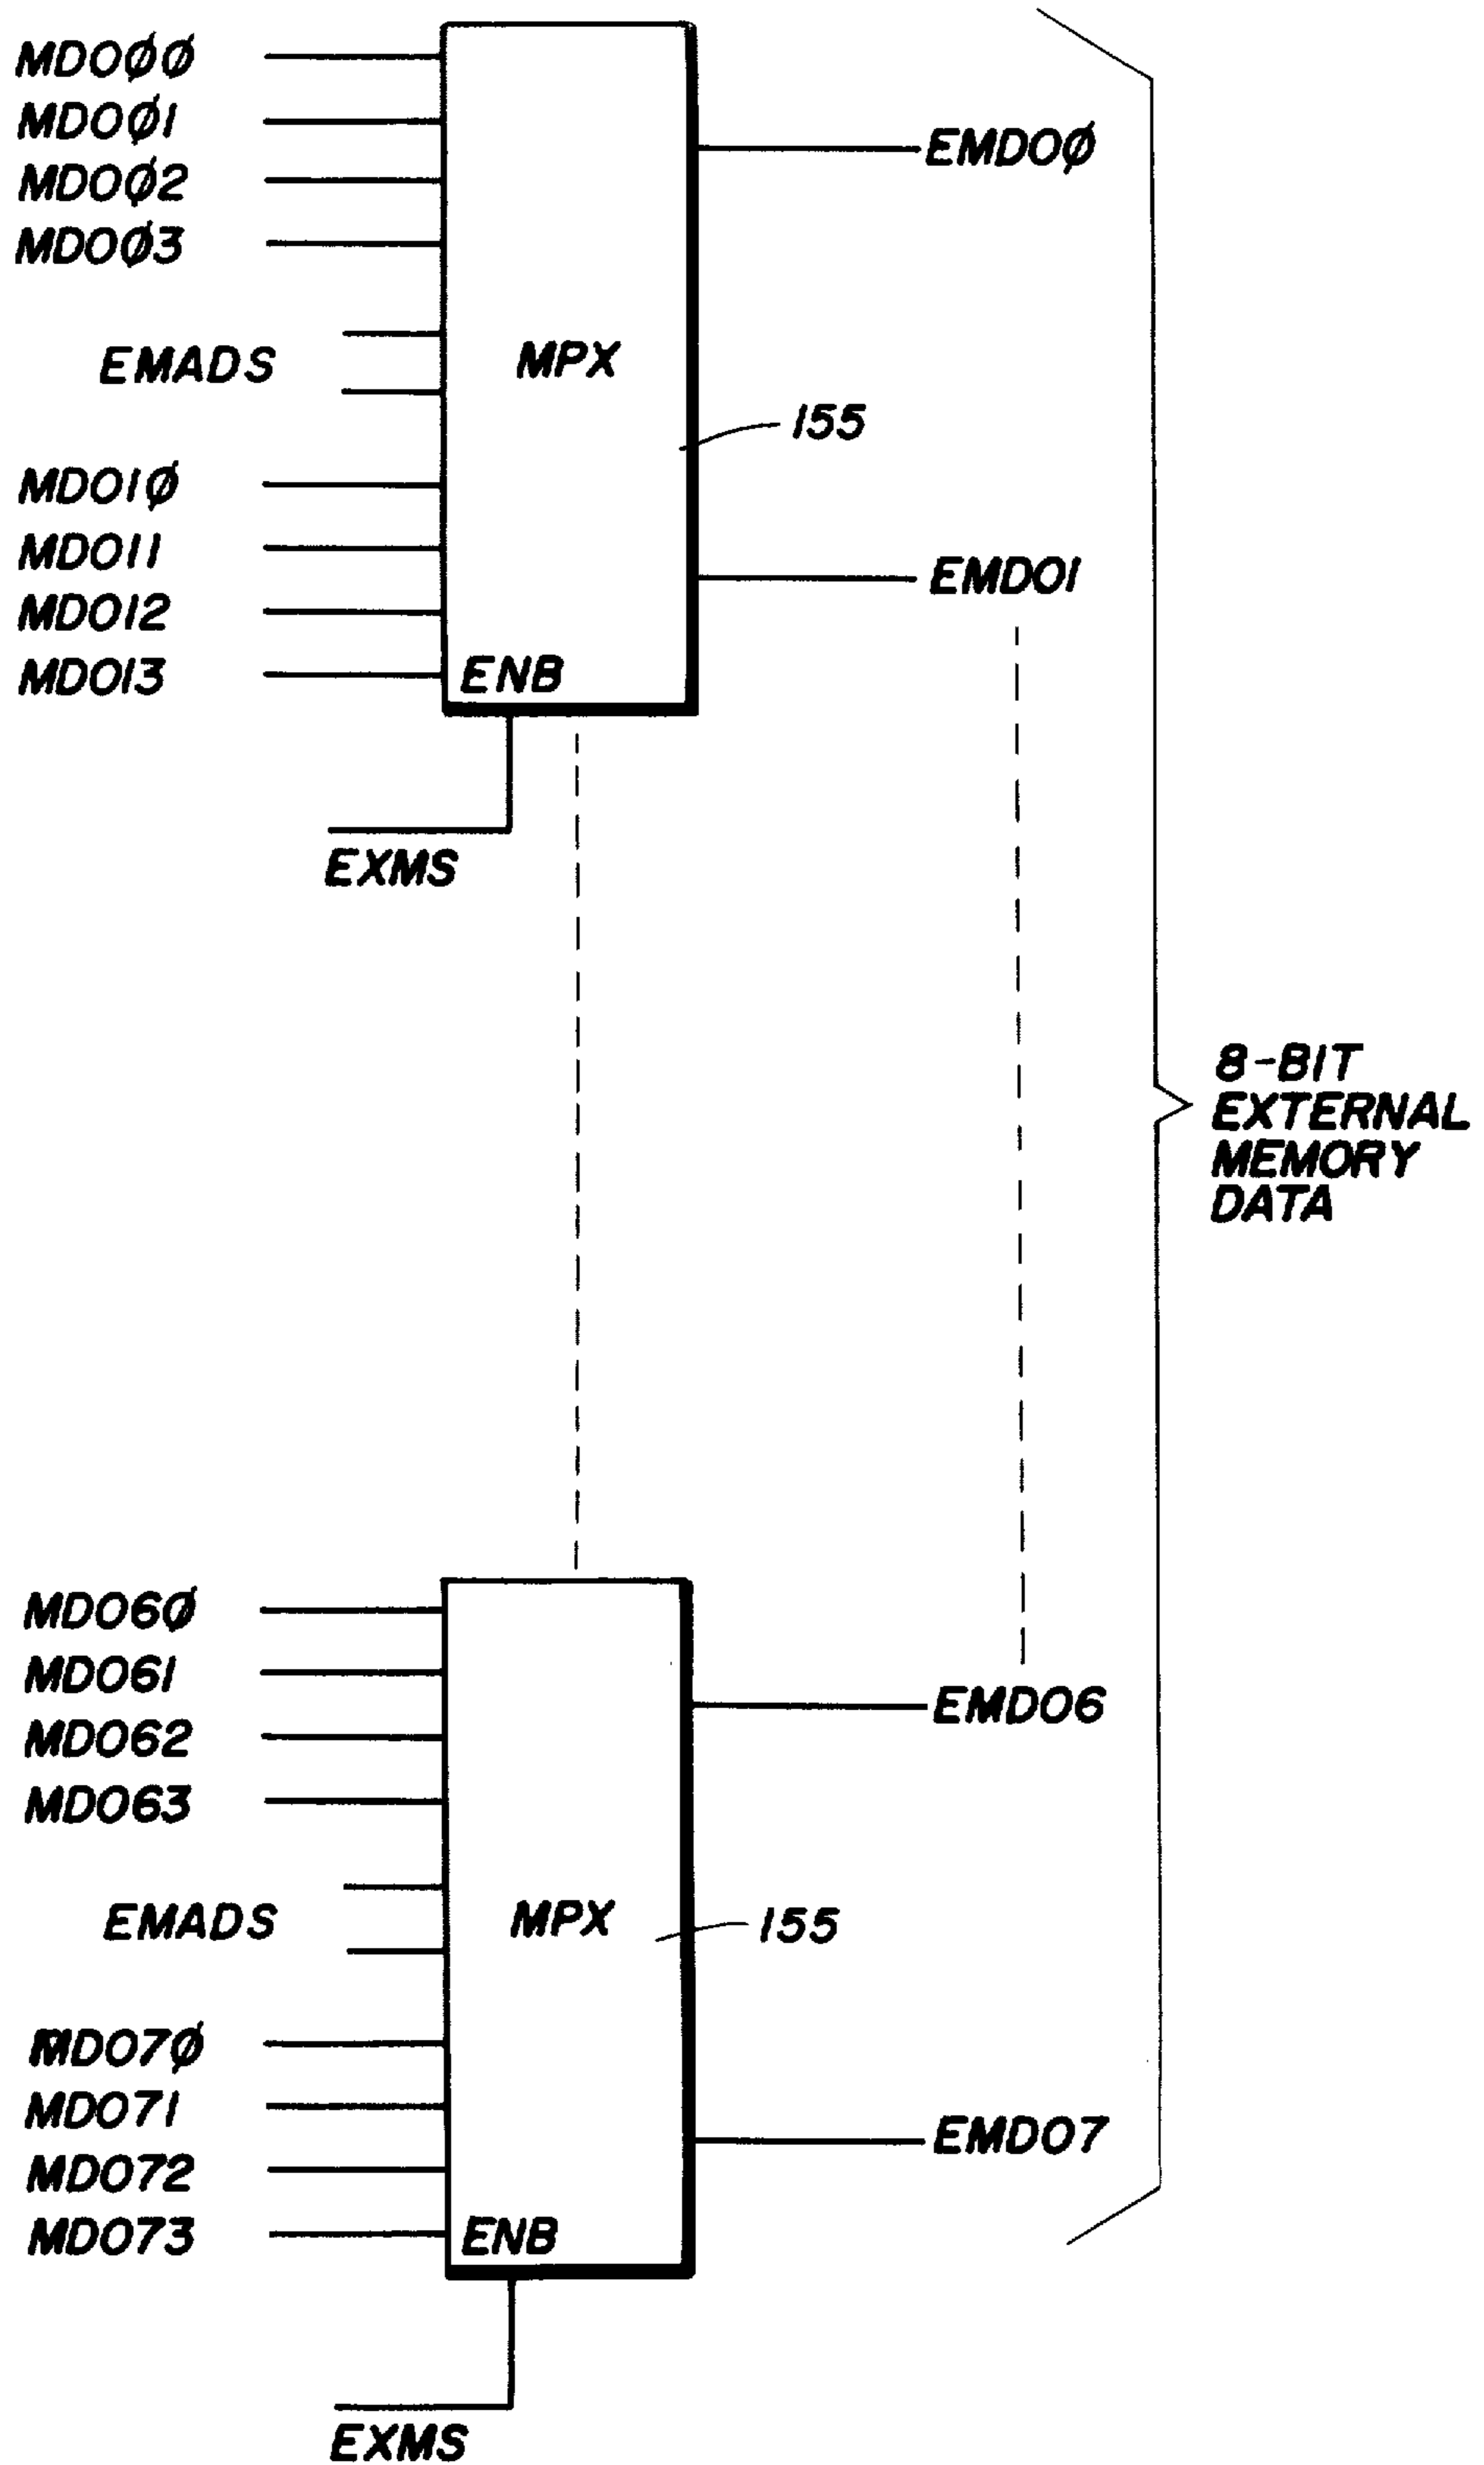 MDOØØ
MDOØ1
MDOØ2
MDOØ3
EMDOØ
EMADS
MPX
155
MDO1Ø
MDO11
MDO12
MDO13
EMDO1
ENB
EXMS
8-BIT
EXTERNAL
MEMORY
DATA
MDO6Ø
MDO61
MDO62
MDO63
EMDO6
EMADS
MPX
155
MDO7Ø
MDO71
MDO72
MDO73
EMDO7
ENB
EXMS